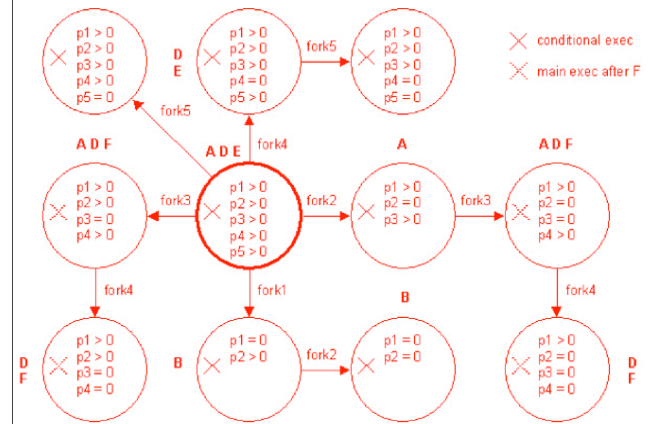 p1 > 0
p2 > 0
p3 > 0
p4 > 0
p5 = 0
fork5
D
E
p1 > 0
p2 > 0
p3 > 0
p4 = 0
p5 > 0
fork5
p1 > 0
p2 > 0
p3 > 0
p4 = 0
p5 = 0
conditional exec
main exec after F
A D F
p1 > 0
p2 > 0
p3 = 0
p4 > 0
fork3
A D E
fork4
p1 > 0
p2 > 0
p3 > 0
p4 > 0
p5 > 0
fork2
A
p1 > 0
p2 = 0
p3 > 0
fork3
A D F
p1 > 0
p2 = 0
p3 = 0
p4 > 0
fork4
fork1
fork4
D
F
p1 > 0
p2 > 0
p3 = 0
p4 = 0
B
p1 = 0
p2 > 0
fork2
B
p1 = 0
p2 = 0
p1 > 0
p2 = 0
p3 = 0
p4 = 0
D
F